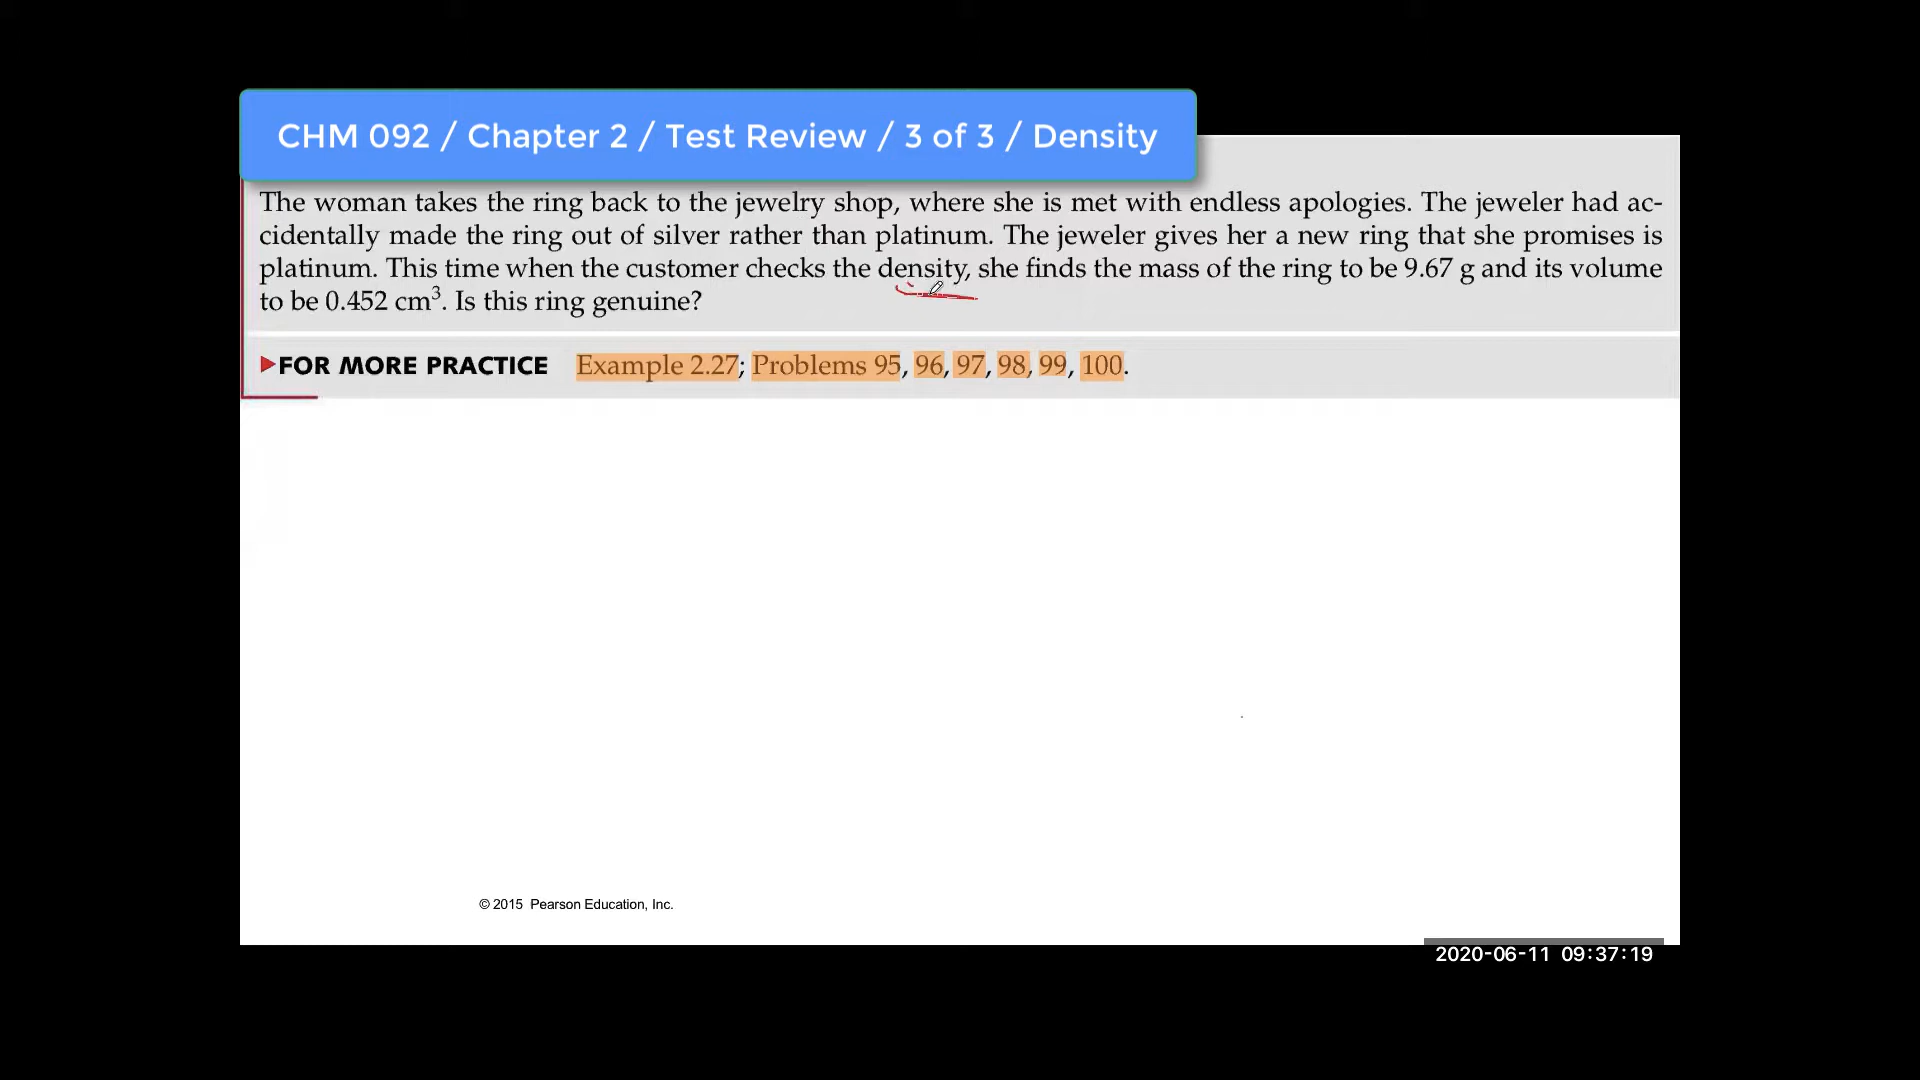 CHM 092 / Chapter 2 / Test Review / 3 of 3 / Density
The woman takes the ring back to the jewelry shop, where she is met with endless apologies. The jeweler had ac-
cidentally made the ring out of silver rather than platinum. The jeweler gives her a new ring that she promises is
platinum. This time when the customer checks the density, she finds the mass of the ring to be 9.67 g and its volume
to be 0.452 cm³. Is this ring genuine?
▶FOR MORE PRACTICE Example 2.27; Problems 95, 96, 97, 98, 99, 100.
© 2015 Pearson Education, Inc.
2020-06-11 09:37:19